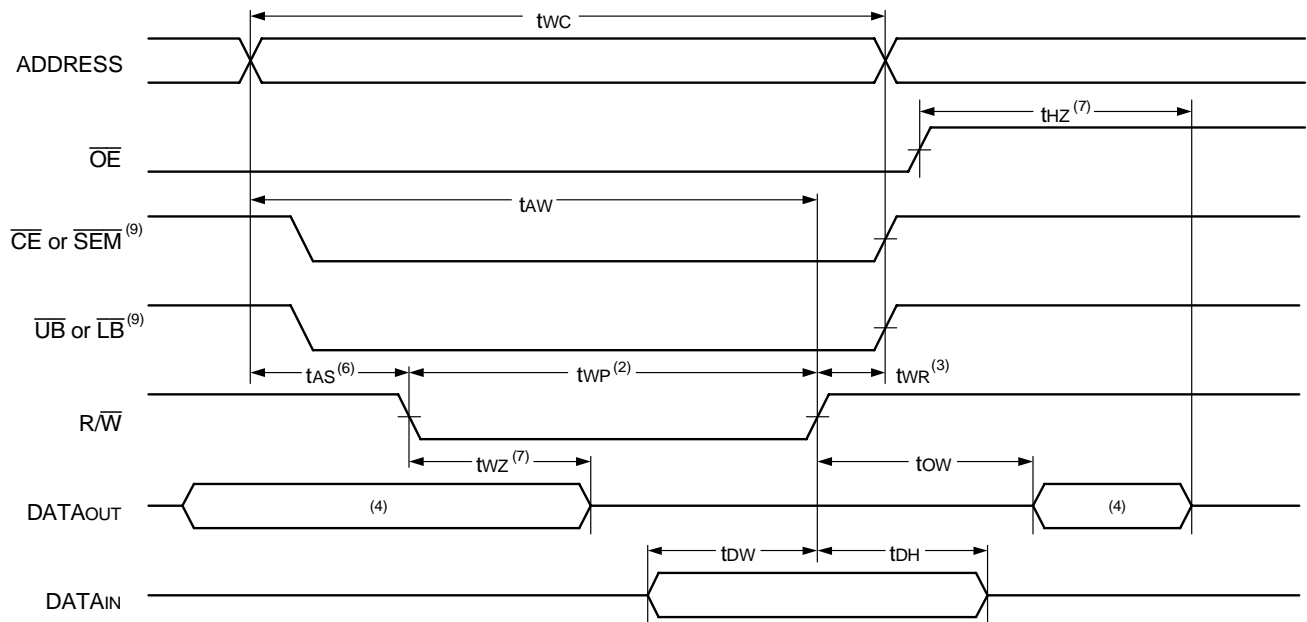 tWC
ADDRESS
tHZ(7)
OE
tAW
CE or SEM(9)
UB or LB(9)
tAS(6)
tWP(2)
tWR(3)
R/W
tWZ(7)
tOW
DATAOUT
(4)
(4)
tDW
tDH
DATAIN